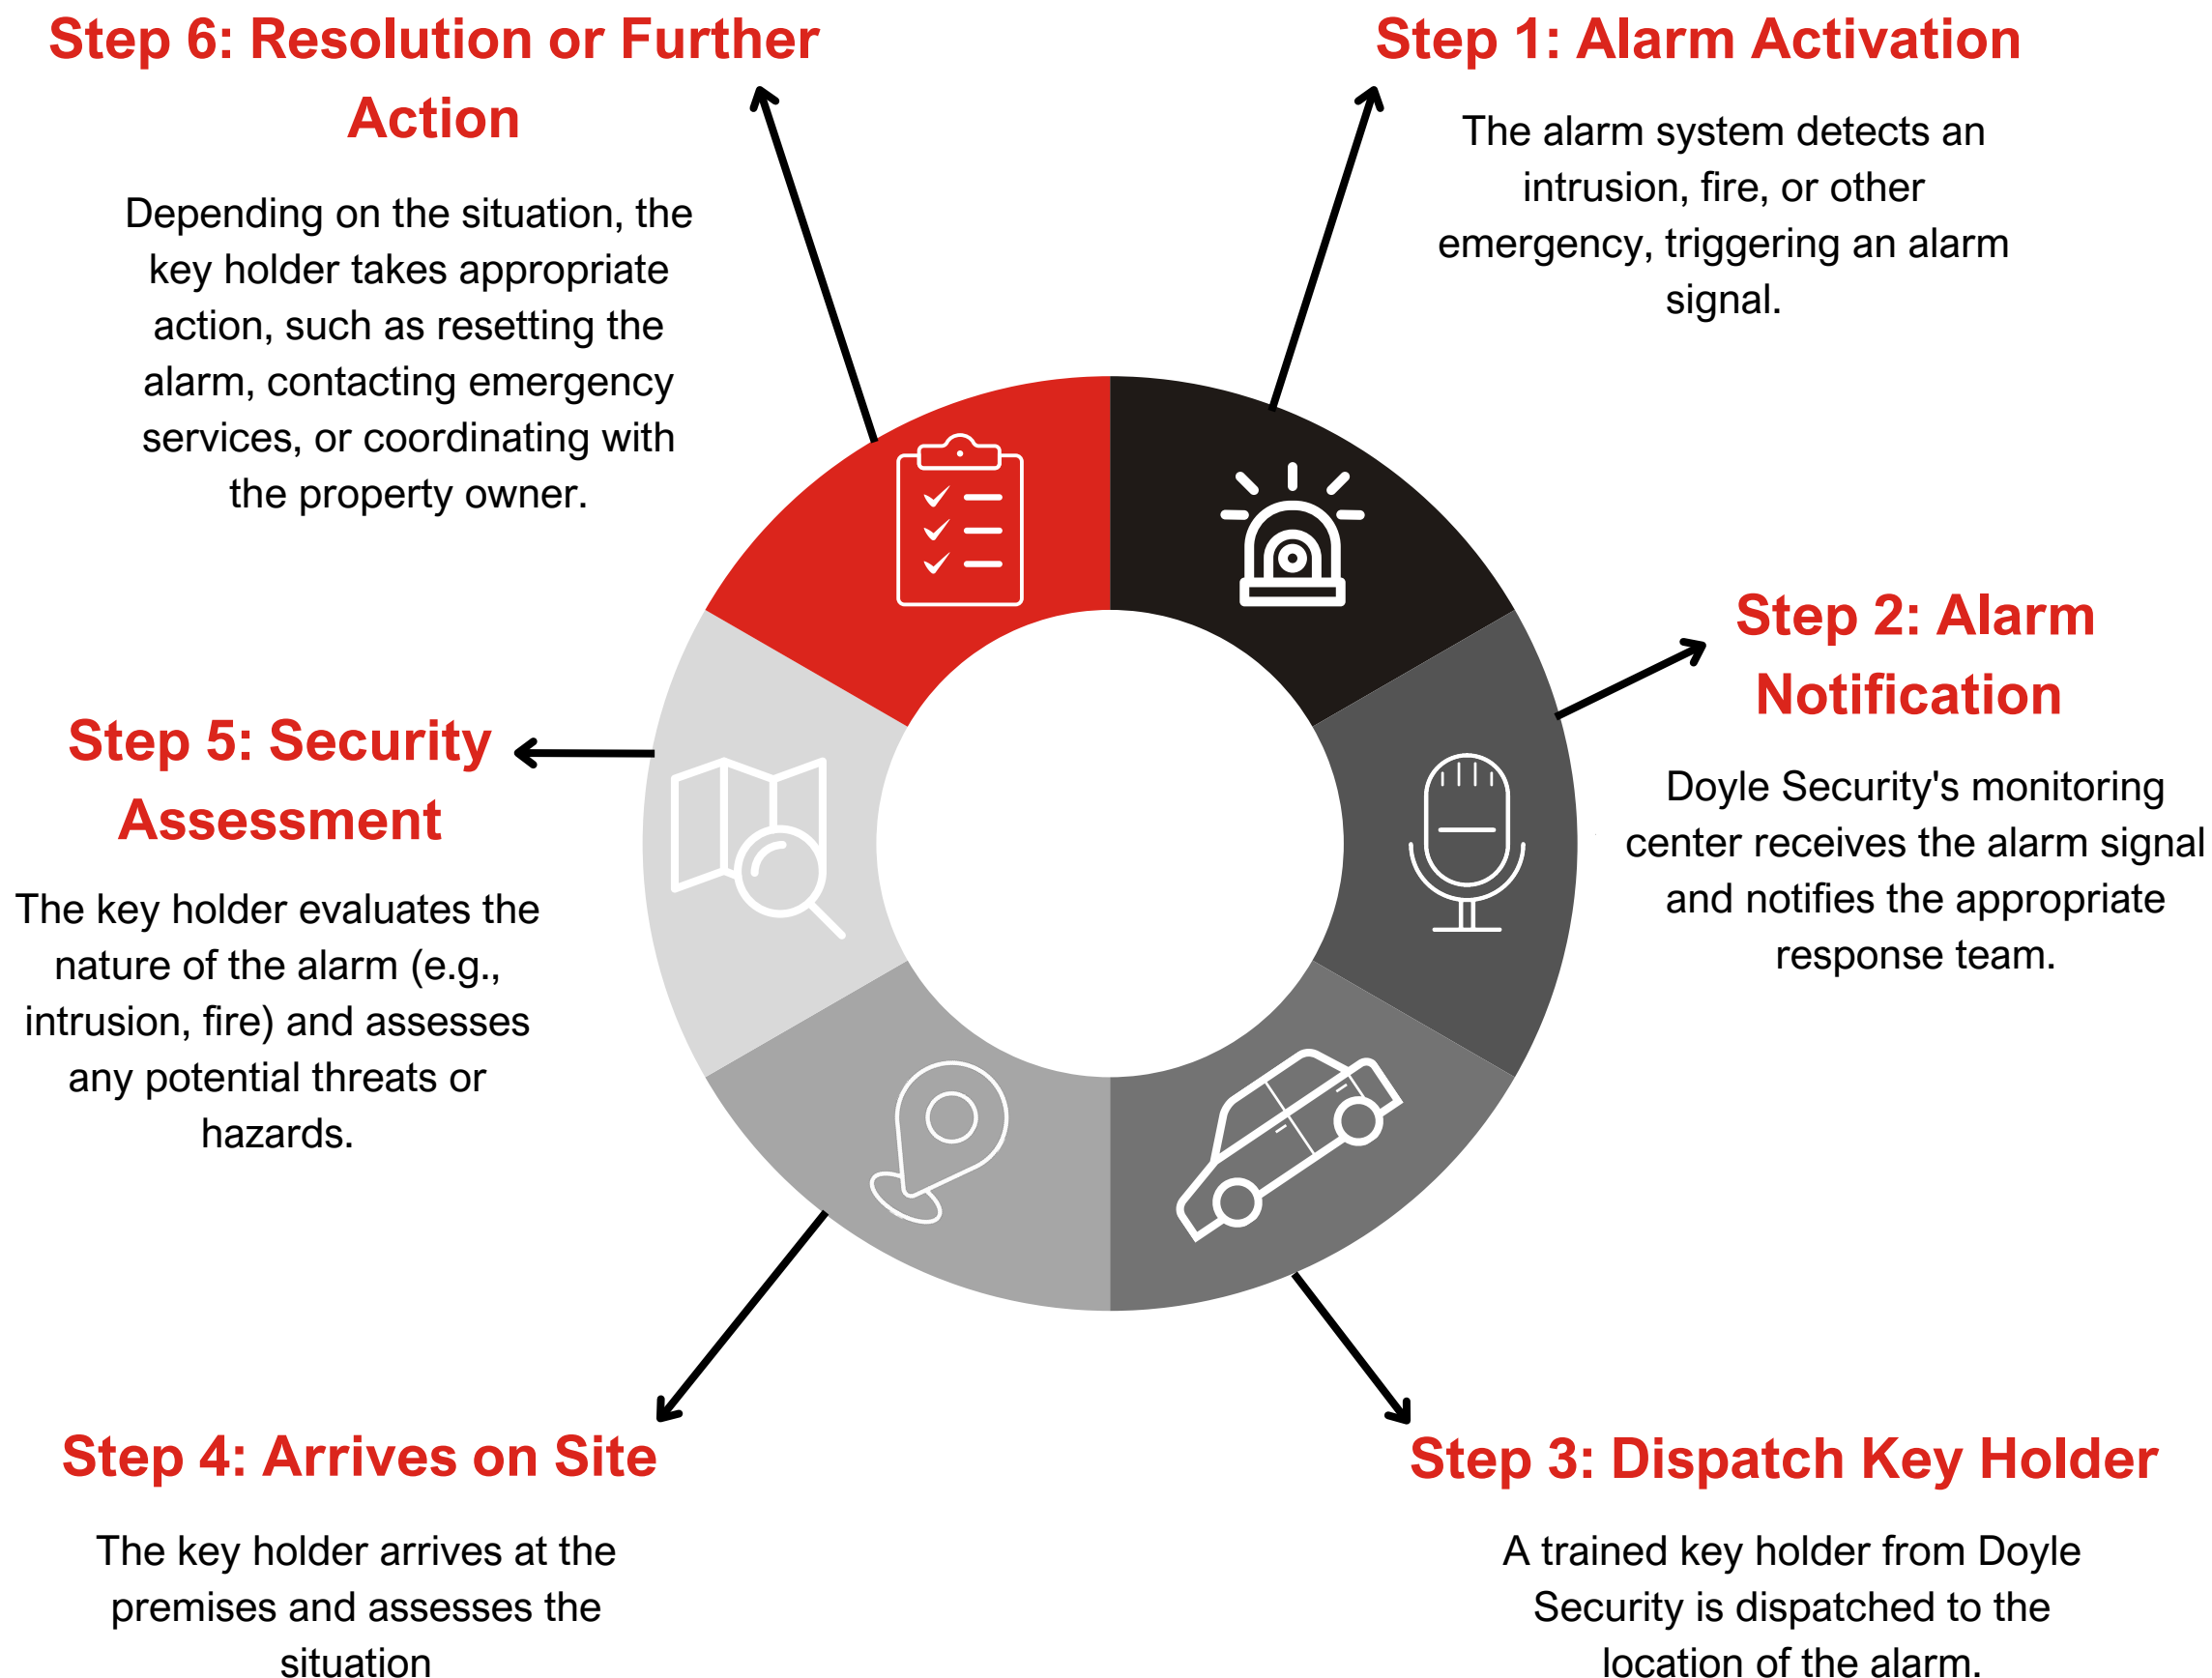 Step 1: Alarm Activation
The alarm system detects an
intrusion, fire, or other
emergency, triggering an alarm
signal.
Step 2: Alarm
Notification
Doyle Security's monitoring
center receives the alarm signal
and notifies the appropriate
response team.
Step 3: Dispatch Key Holder
A trained key holder from Doyle
Security is dispatched to the
location of the alarm.
Step 4: Arrives on Site
The key holder arrives at the
premises and assesses the
situation
Step 5: Security
Assessment
The key holder evaluates the
nature of the alarm (e.g.,
intrusion, fire) and assesses
any potential threats or
hazards.
Step 6: Resolution or Further
Action
Depending on the situation, the
key holder takes appropriate
action, such as resetting the
alarm, contacting emergency
services, or coordinating with
the property owner.